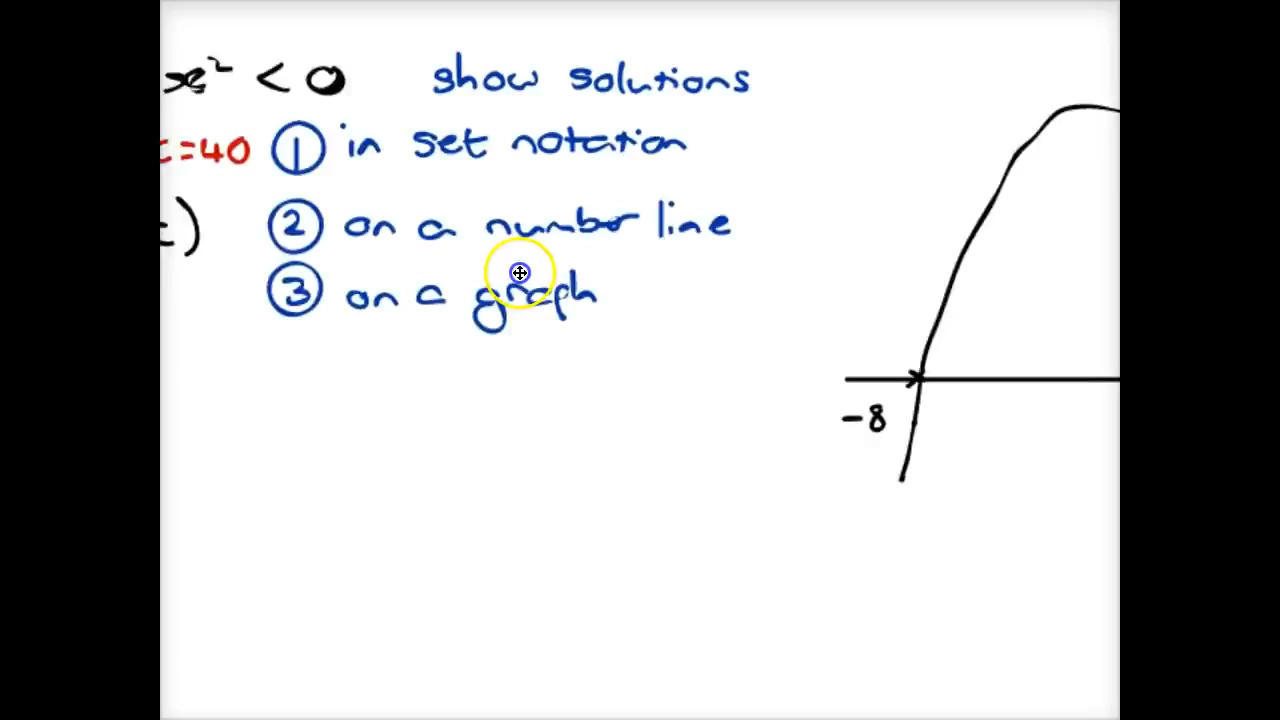 x² < 0 show solutions
c=40 ① in set notation
) ② on a number line
③ on a graph
-8